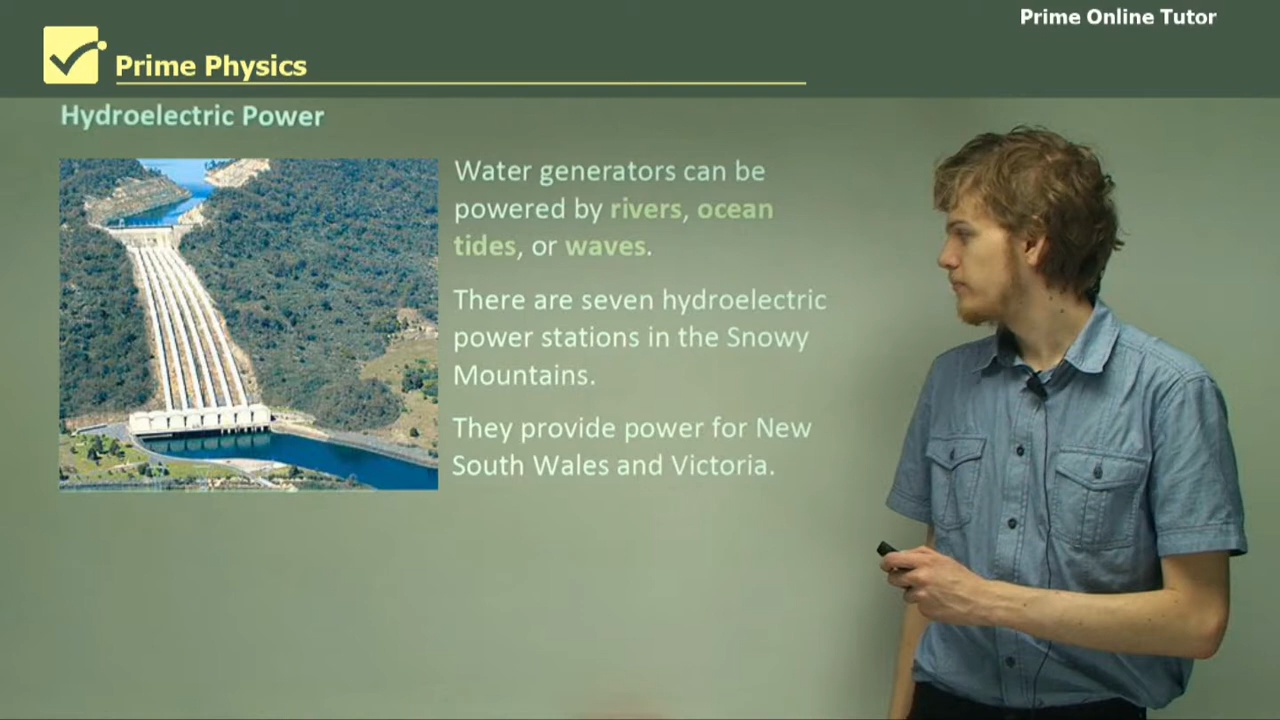 Prime Online Tutor
Prime Physics
Hydroelectric Power
Water generators can be
powered by rivers, ocean
tides, or waves.
There are seven hydroelectric
power stations in the Snowy
Mountains.
They provide power for New
South Wales and Victoria.